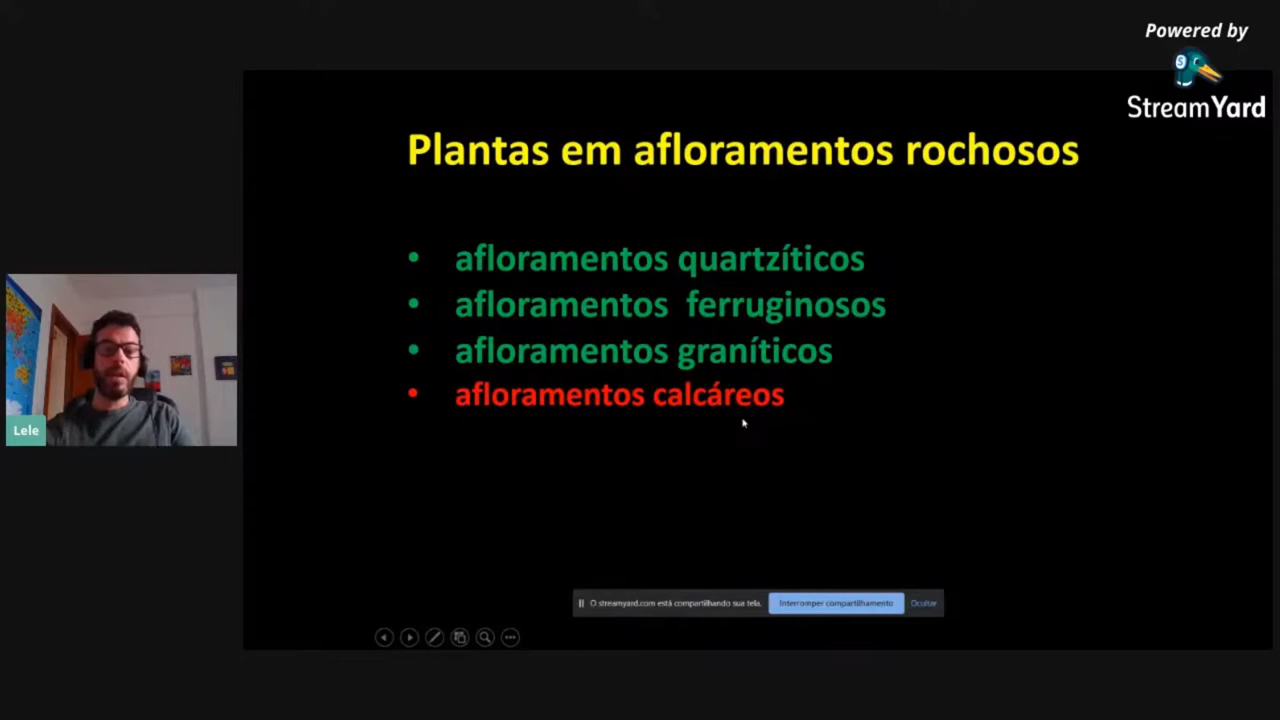 Powered by
StreamYard
Plantas em afloramentos rochosos
• afloramentos quartzíticos
• afloramentos ferruginosos
• afloramentos graníticos
• afloramentos calcáreos
Lele
O streamyard.com está compartilhando sua tela. Interromper compartilhamento Ocultar